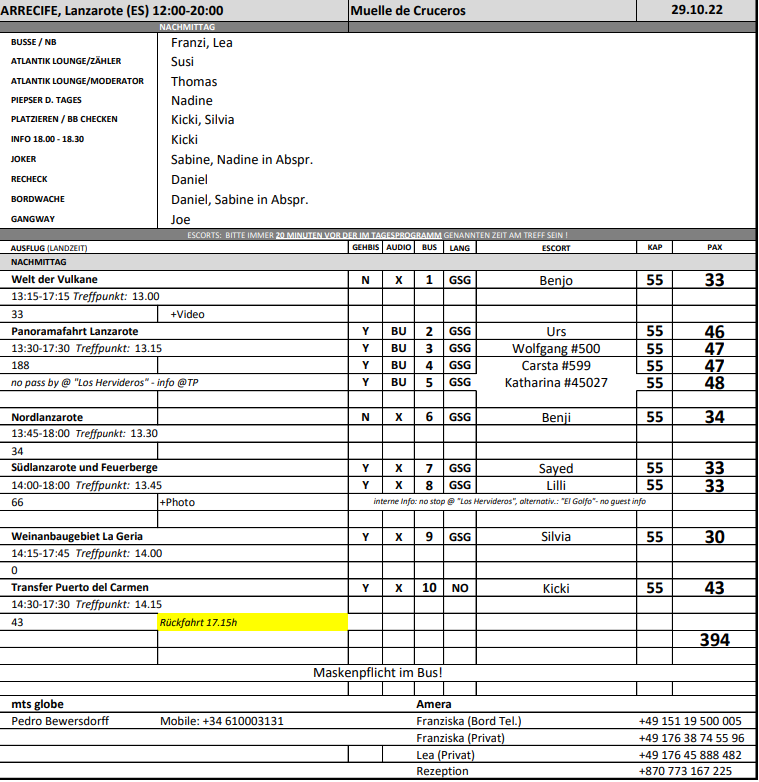 ARRECIFE, Lanzarote (ES) 12:00-20:00 Muelle de Cruceros 29.10.22
NACHMITTAG
BUSSE / NB Franzi, Lea
ATLANTIK LOUNGE/ZÄHLER Susi
ATLANTIK LOUNGE/MODERATOR Thomas
PIEPSER D. TAGES Nadine
PLATZIEREN / BB CHECKEN Kicki, Silvia
INFO 18.00 - 18.30 Kicki
JOKER Sabine, Nadine in Abspr.
RECHECK Daniel
BORDWACHE Daniel, Sabine in Abspr.
GANGWAY Joe
ESCORTS: BITTE IMMER 20 MINUTEN VOR DER IM TAGESPROGRAMM GENANNTEN ZEIT AM TREFF SEIN !
AUSFLUG (LANDZEIT) GEHBIS AUDIO BUS LANG ESCORT KAP PAX
NACHMITTAG
Welt der Vulkane N X 1 GSG Benjo 55 33
13:15-17:15 Treffpunkt: 13.00
33 +Video
Panoramafahrt Lanzarote Y BU 2 GSG Urs 55 46
13:30-17:30 Treffpunkt: 13.15 Y BU 3 GSG Wolfgang #500 55 47
188 Y BU 4 GSG Carsta #599 55 47
no pass by @ "Los Hervideros" - info @TP Y BU 5 GSG Katharina #45027 55 48
Nordlanzarote N X 6 GSG Benji 55 34
13:45-18:00 Treffpunkt: 13.30
34
Südlanzarote und Feuerberge Y X 7 GSG Sayed 55 33
14:00-18:00 Treffpunkt: 13.45 Y X 8 GSG Lilli 55 33
66 +Photo interne Info: no stop @ "Los Hervideros", alternativ.: "El Golfo"- no guest info
Weinanbaugebiet La Geria Y X 9 GSG Silvia 55 30
14:15-17:45 Treffpunkt: 14.00
0
Transfer Puerto del Carmen Y X 10 NO Kicki 55 43
14:30-17:30 Treffpunkt: 14.15
43 Rückfahrt 17.15h
394
Maskenpflicht im Bus!
mts globe Amera
Pedro Bewersdorff Mobile: +34 610003131 Franziska (Bord Tel.) +49 151 19 500 005
Franziska (Privat) +49 176 38 74 55 96
Lea (Privat) +49 176 45 888 482
Rezeption +870 773 167 225